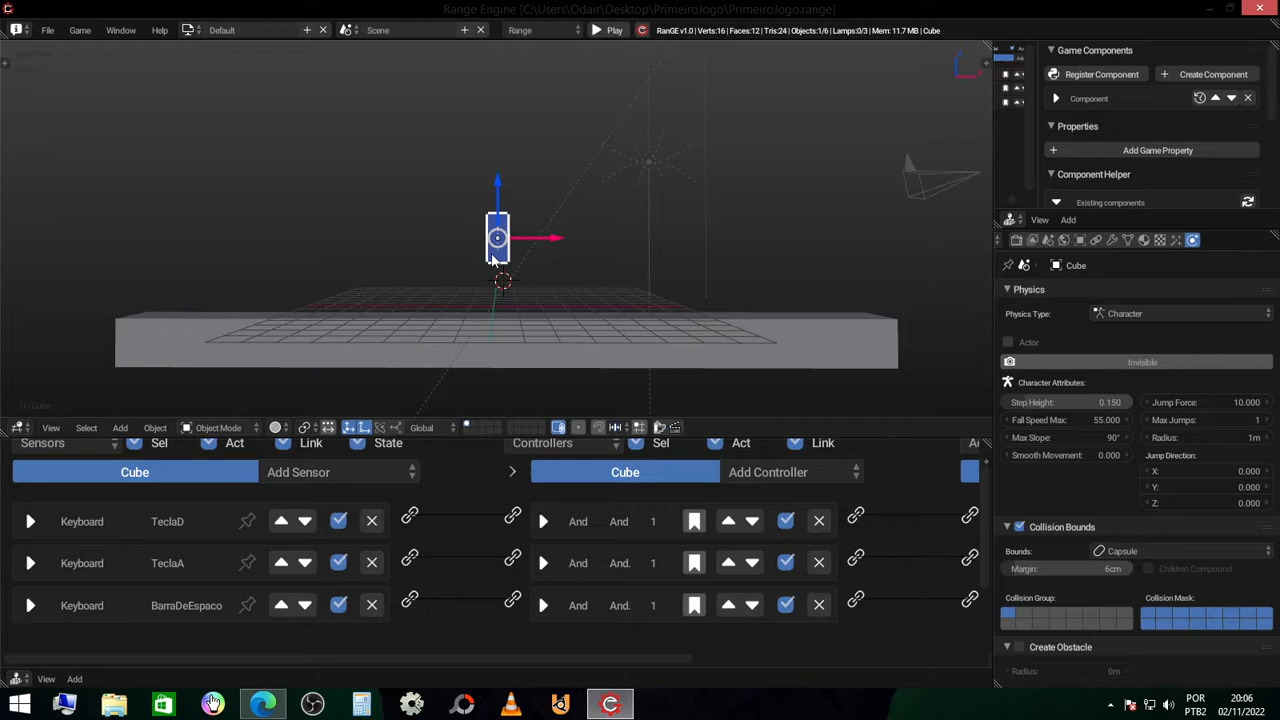 Range Engine [C:\Users\Odair\Desktop\PrimeiroJogo\PrimeiroJogo.range]
File Game Window Help Default Scene Range Play RanGE v1.0 | Verts:16 | Faces:12 | Tris:24 | Objects:1/6 | Lamps:0/3 | Mem: 11.7 MB | Cube
Game Components
Register Component Create Component
Component
Properties
Add Game Property
Component Helper
Existing components
View Add
Cube
Physics
Physics Type: Character
Actor
Invisible
Character Attributes:
Step Height: 0.150 Jump Force: 10.000
Fall Speed Max: 55.000 Max Jumps: 1
Max Slope: 90° Radius: 1m
Smooth Movement: 0.000 Jump Direction:
X: 0.000
Y: 0.000
Z: 0.000
Collision Bounds
Bounds: Capsule
Margin: 6cm Children Compound
Collision Group: Collision Mask:
Create Obstacle
Radius: 0m
(1) Cube
View Select Add Object Object Mode Global
Sensors Sel Act Link State Controllers Sel Act Link
Cube Add Sensor Cube Add Controller
Keyboard TeclaD And And 1
Keyboard TeclaA And And. 1
Keyboard BarraDeEspaco And And. 1
View Add
POR 20:06
PTB2 02/11/2022